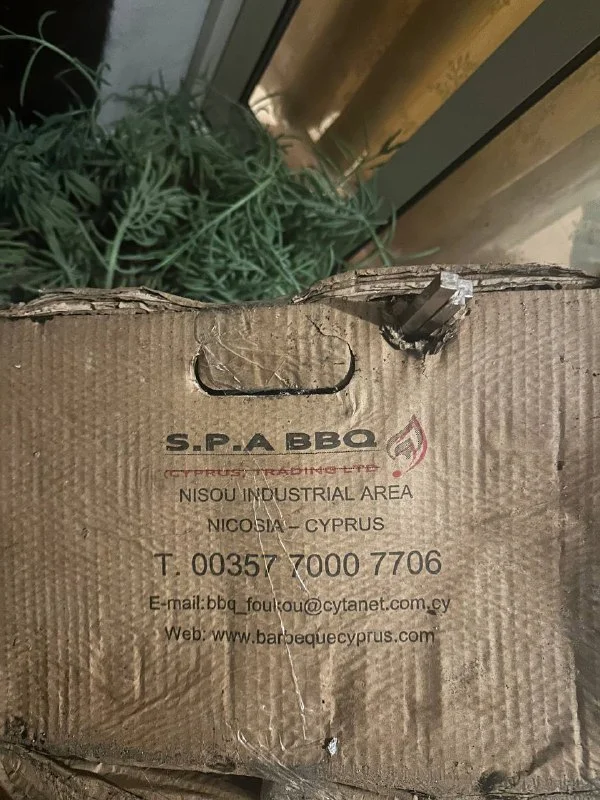 S.P.A BBQ
(CYPRUS) TRADING LTD
NISOU INDUSTRIAL AREA
NICOSIA – CYPRUS
T. 00357 7000 7706
E-mail:bbq_foukou@cytanet.com.cy
Web: www.barbequecyprus.com